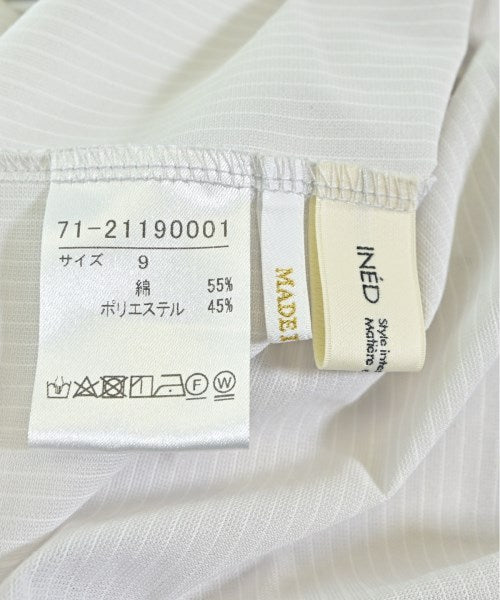 71-21190001
サイズ 9
綿 55%
ポリエステル 45%
F W
MADE
INÉD
Style
Matière